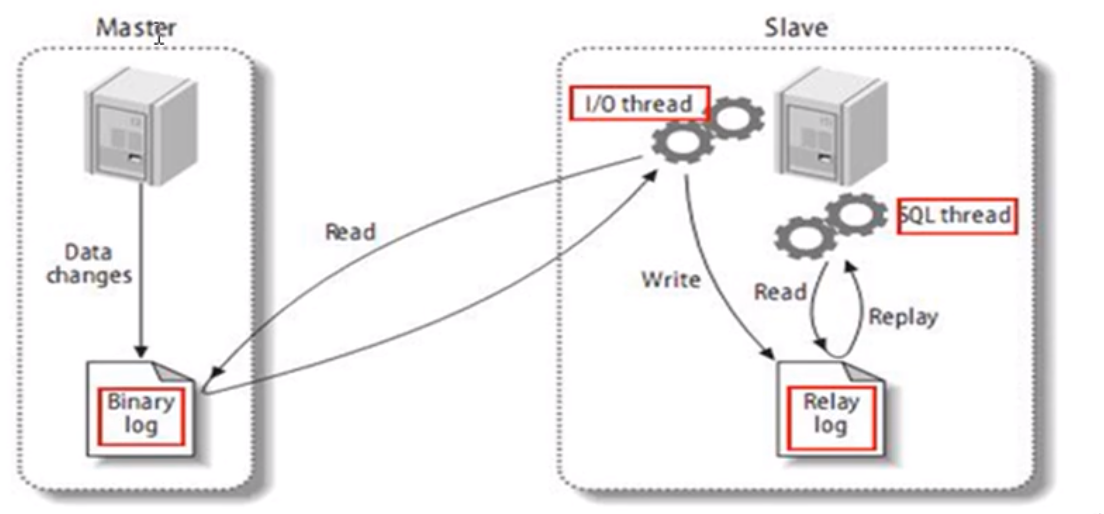 Master
Slave
I/O thread
SQL thread
Read
Data
changes
Write
Read
Replay
Binary
log
Relay
log